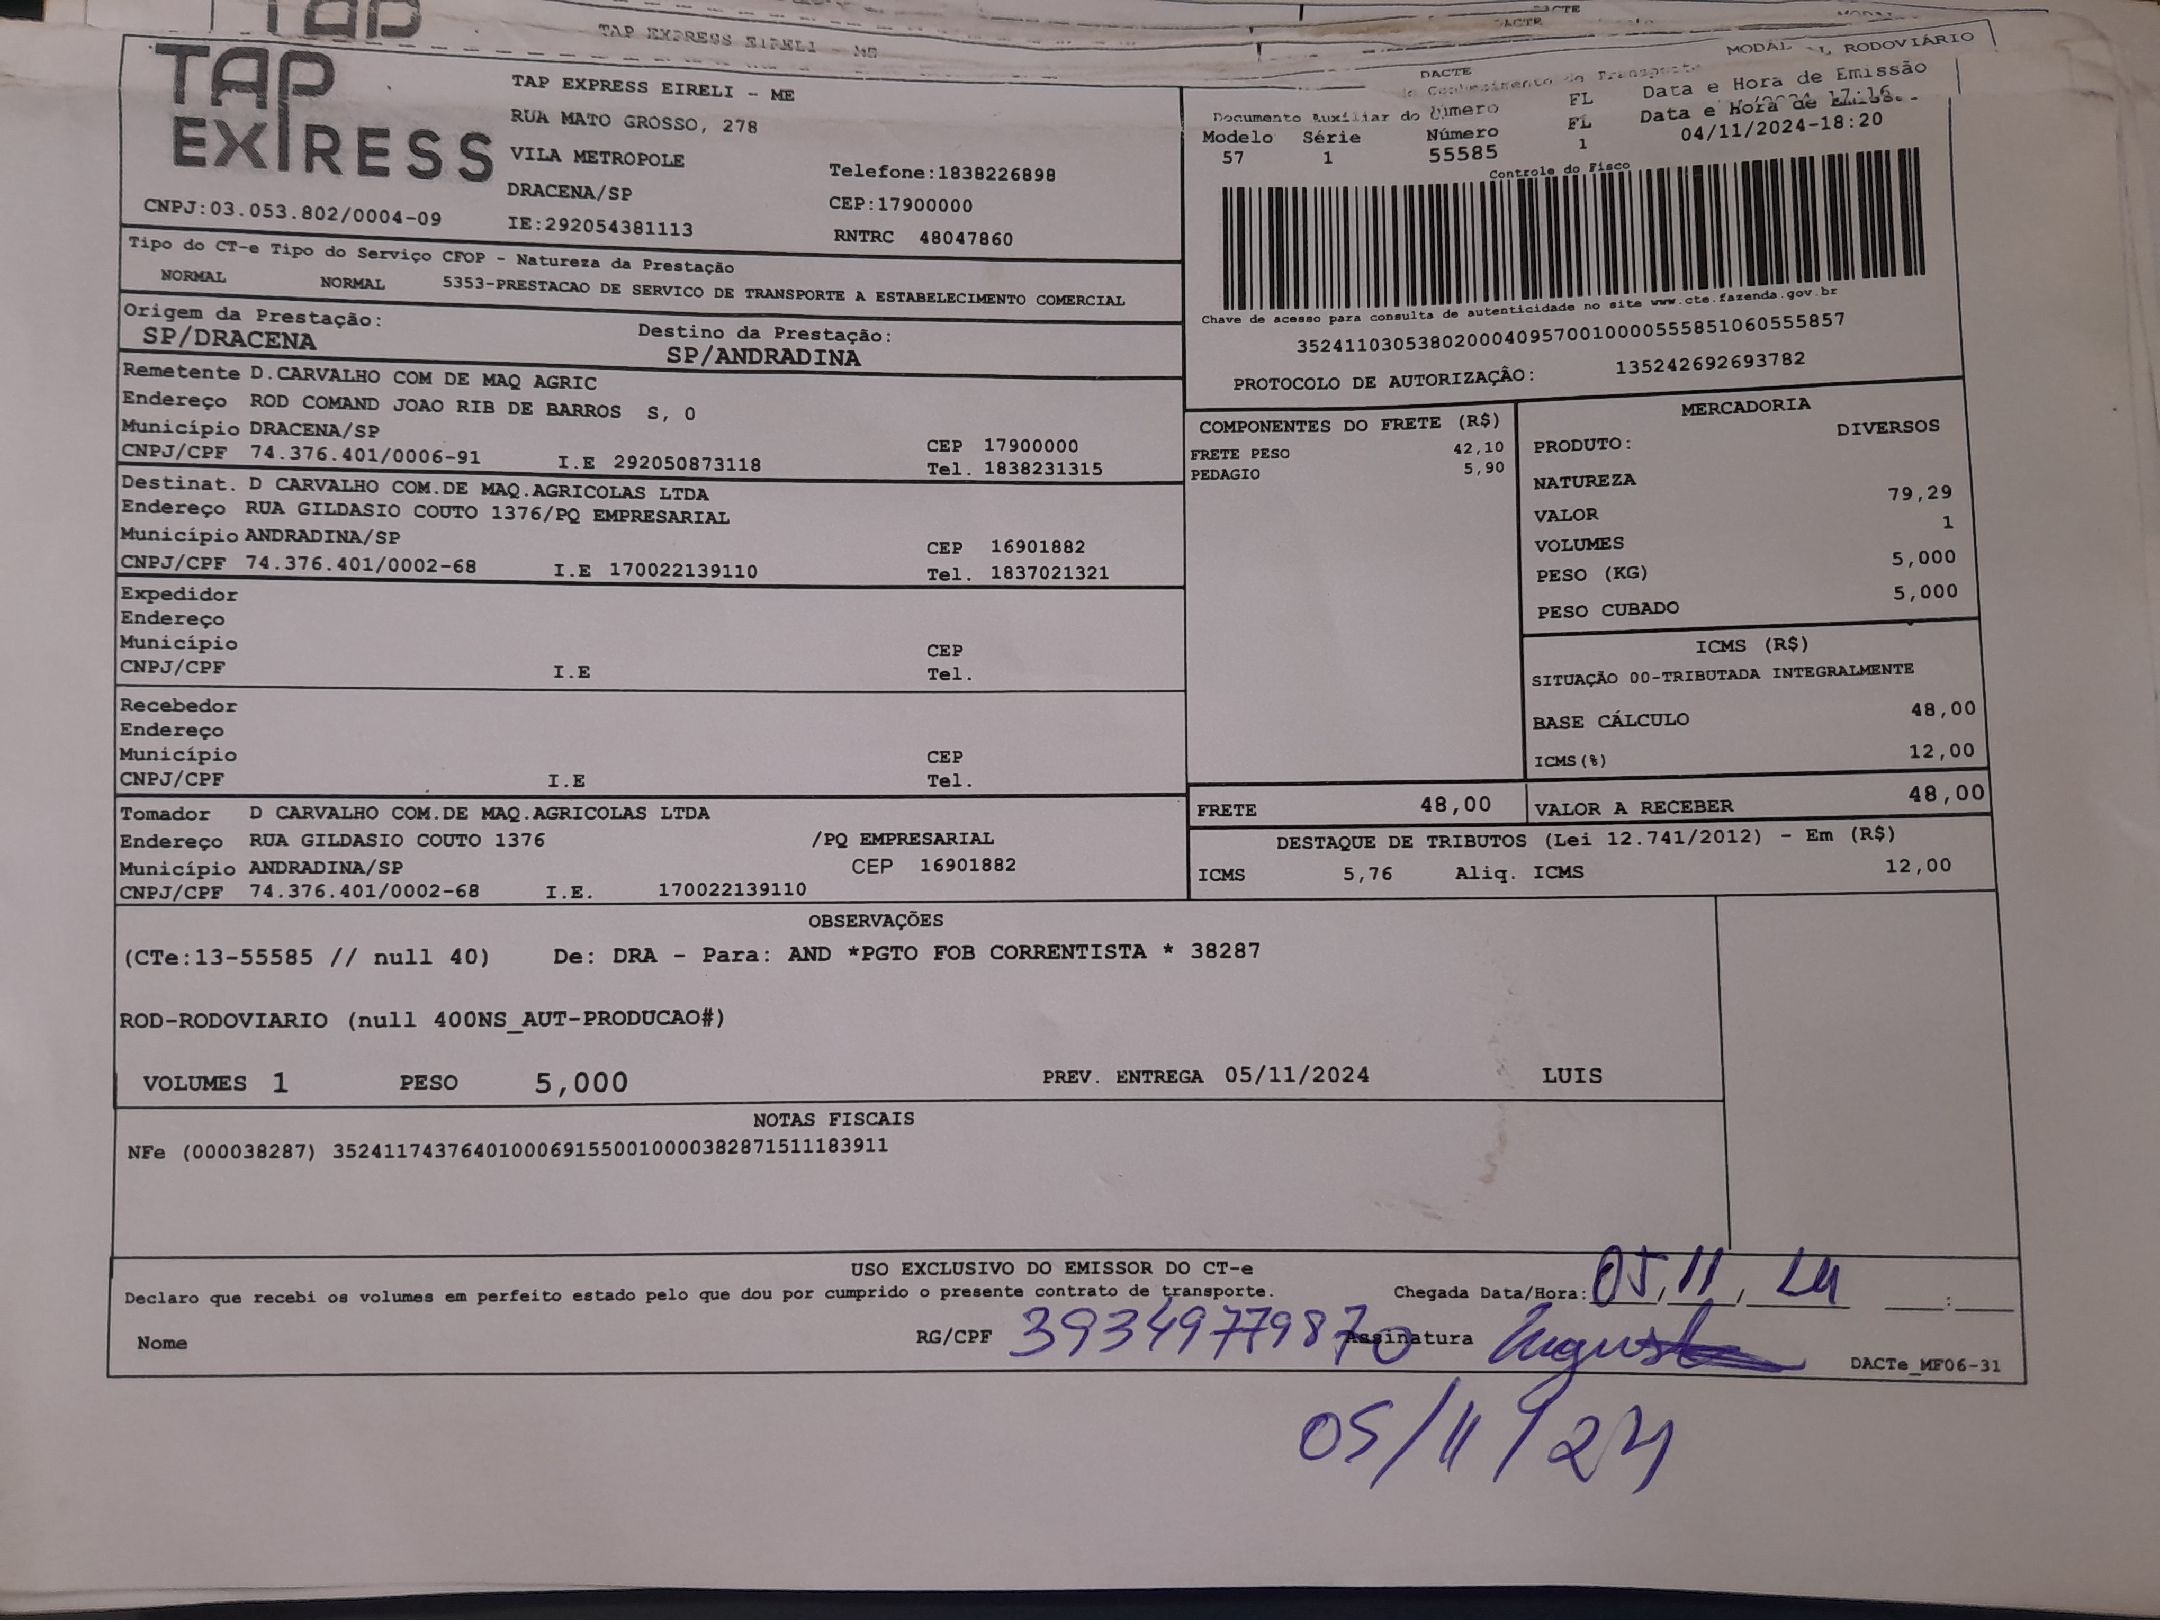 TAP EXPRESS EIRELI - ME
DACTE
MODAL RODOVIÁRIO
TAP EXPRESS
CNPJ:03.053.802/0004-09
TAP EXPRESS EIRELI - ME
RUA MATO GROSSO, 278
VILA METROPOLE
DRACENA/SP
IE:292054381113
Telefone:1838226898
CEP:17900000
RNTRC 48047860
DACTE
Documento Auxiliar do
Número FL Data e Hora de Emissão
Modelo Série Número FL Data e Hora de
57 1 55585 1 04/11/2024-18:20
Controle do Fisco
Chave de acesso para consulta de autenticidade no site www.cte.fazenda.gov.br
35241103053802000409570010000555851060555857
PROTOCOLO DE AUTORIZAÇÃO: 135242692693782
Tipo do CT-e Tipo do Serviço CFOP - Natureza da Prestação
NORMAL NORMAL 5353-PRESTACAO DE SERVICO DE TRANSPORTE A ESTABELECIMENTO COMERCIAL
Origem da Prestação: Destino da Prestação:
SP/DRACENA SP/ANDRADINA
Remetente D.CARVALHO COM DE MAQ AGRIC
Endereço ROD COMAND JOAO RIB DE BARROS S, 0
Município DRACENA/SP CEP 17900000
CNPJ/CPF 74.376.401/0006-91 I.E 292050873118 Tel. 1838231315
Destinat. D CARVALHO COM.DE MAQ.AGRICOLAS LTDA
Endereço RUA GILDASIO COUTO 1376/PQ EMPRESARIAL
Município ANDRADINA/SP CEP 16901882
CNPJ/CPF 74.376.401/0002-68 I.E 170022139110 Tel. 1837021321
Expedidor
Endereço
Município CEP
CNPJ/CPF I.E Tel.
Recebedor
Endereço
Município CEP
CNPJ/CPF I.E Tel.
Tomador D CARVALHO COM.DE MAQ.AGRICOLAS LTDA
Endereço RUA GILDASIO COUTO 1376 /PQ EMPRESARIAL
Município ANDRADINA/SP CEP 16901882
CNPJ/CPF 74.376.401/0002-68 I.E. 170022139110
COMPONENTES DO FRETE (R$)
FRETE PESO 42,10
PEDAGIO 5,90
MERCADORIA
PRODUTO: DIVERSOS
NATUREZA
VALOR 79,29
VOLUMES 1
PESO (KG) 5,000
PESO CUBADO 5,000
ICMS (R$)
SITUAÇÃO 00-TRIBUTADA INTEGRALMENTE
BASE CÁLCULO 48,00
ICMS(%) 12,00
FRETE 48,00 VALOR A RECEBER 48,00
DESTAQUE DE TRIBUTOS (Lei 12.741/2012) - Em (R$)
ICMS 5,76 Aliq. ICMS 12,00
OBSERVAÇÕES
(CTe:13-55585 // null 40) De: DRA - Para: AND *PGTO FOB CORRENTISTA * 38287
ROD-RODOVIARIO (null 400NS_AUT-PRODUCAO#)
VOLUMES 1 PESO 5,000 PREV. ENTREGA 05/11/2024 LUIS
NOTAS FISCAIS
NFe (000038287) 35241174376401000691550010000382871511183911
USO EXCLUSIVO DO EMISSOR DO CT-e
Declaro que recebi os volumes em perfeito estado pelo que dou por cumprido o presente contrato de transporte. Chegada Data/Hora: 05,11,24 :
Nome RG/CPF 39349779870 Assinatura
DACTe_MF06-31
05/11/24